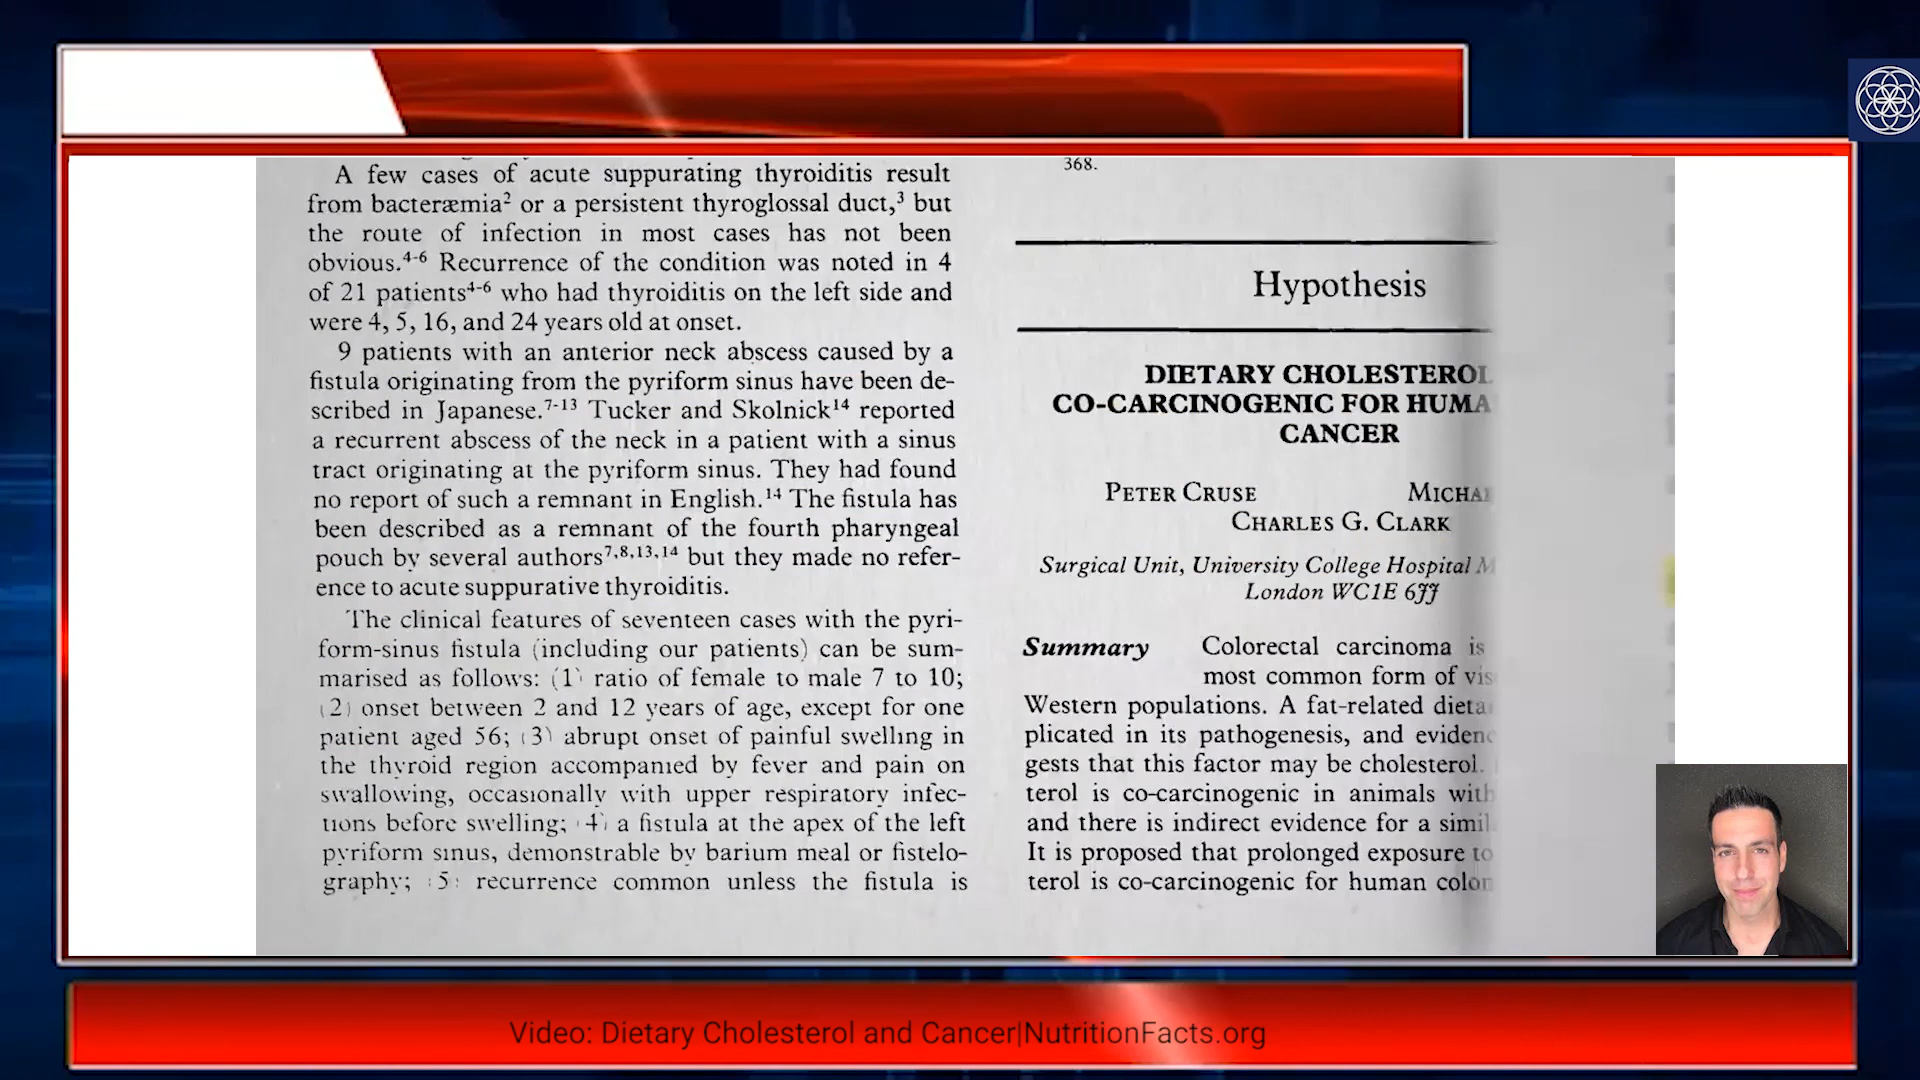 A few cases of acute suppurating thyroiditis result
from bacteræmia² or a persistent thyroglossal duct,³ but
the route of infection in most cases has not been
obvious.⁴⁻⁶ Recurrence of the condition was noted in 4
of 21 patients⁴⁻⁶ who had thyroiditis on the left side and
were 4, 5, 16, and 24 years old at onset.
9 patients with an anterior neck abscess caused by a
fistula originating from the pyriform sinus have been de-
scribed in Japanese.⁷⁻¹³ Tucker and Skolnick¹⁴ reported
a recurrent abscess of the neck in a patient with a sinus
tract originating at the pyriform sinus. They had found
no report of such a remnant in English.¹⁴ The fistula has
been described as a remnant of the fourth pharyngeal
pouch by several authors⁷,⁸,¹³,¹⁴ but they made no refer-
ence to acute suppurative thyroiditis.
The clinical features of seventeen cases with the pyri-
form-sinus fistula (including our patients) can be sum-
marised as follows: (1) ratio of female to male 7 to 10;
(2) onset between 2 and 12 years of age, except for one
patient aged 56; (3) abrupt onset of painful swelling in
the thyroid region accompanied by fever and pain on
swallowing, occasionally with upper respiratory infec-
tions before swelling; (4) a fistula at the apex of the left
pyriform sinus, demonstrable by barium meal or fistelo-
graphy; (5) recurrence common unless the fistula is
368.
Hypothesis
DIETARY CHOLESTEROL
CO-CARCINOGENIC FOR HUMA
CANCER
PETER CRUSE MICHA
CHARLES G. CLARK
Surgical Unit, University College Hospital M
London WC1E 6JJ
Summary Colorectal carcinoma is
most common form of vis
Western populations. A fat-related dieta
plicated in its pathogenesis, and evidenc
gests that this factor may be cholesterol.
terol is co-carcinogenic in animals with
and there is indirect evidence for a simil
It is proposed that prolonged exposure to
terol is co-carcinogenic for human colon
Video: Dietary Cholesterol and Cancer|NutritionFacts.org